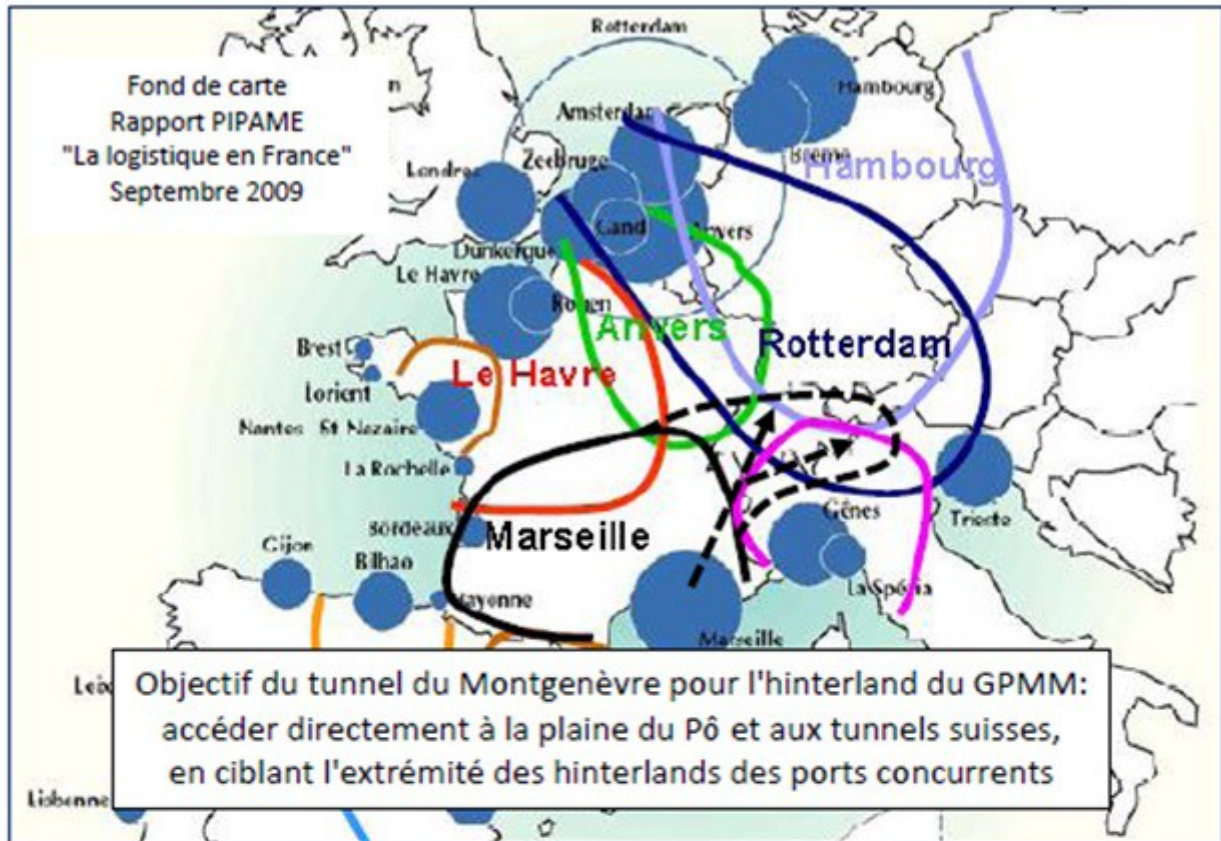 Fond de carte
Rapport PIPAME
"La logistique en France"
Septembre 2009
Rotterdam
Hambourg
Amsterdam
Brême
Hambourg
Zeebruge
Londres
Gand
Anvers
Dunkerque
Le Havre
Rouen
Anvers
Rotterdam
Brest
Le Havre
Lorient
Nantes St Nazaire
La Rochelle
Gênes
Trieste
Bordeaux
Marseille
Gijon
Bilbao
Bayonne
La Spézia
Marseille
Objectif du tunnel du Montgenèvre pour l'hinterland du GPMM:
accéder directement à la plaine du Pô et aux tunnels suisses,
en ciblant l'extrémité des hinterlands des ports concurrents
Lisbonne